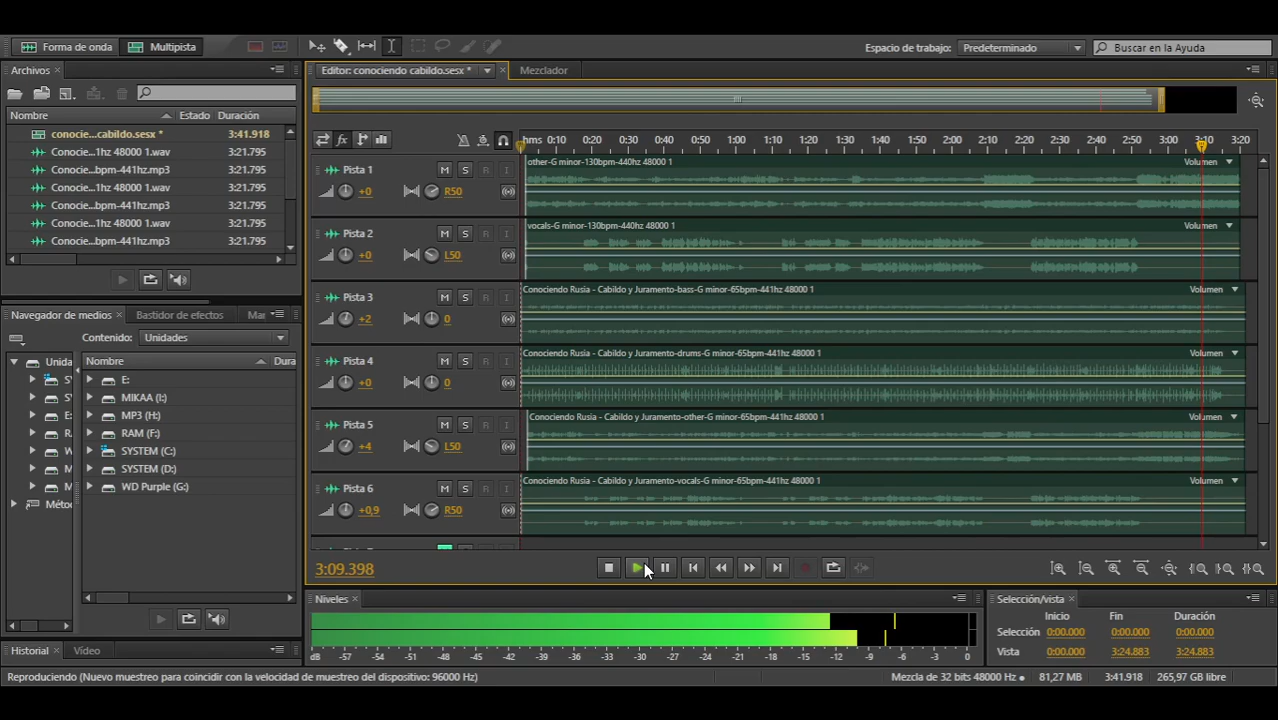 Forma de onda
Multipista
Espacio de trabajo:
Predeterminado
Buscar en la Ayuda
Archivos
Editor: conociendo cabildo.sesx *
Mezclador
Nombre
Estado
Duración
conocie...cabildo.sesx *
3:41.918
Conocie...1hz 48000 1.wav
3:21.795
Conocie...bpm-441hz.mp3
3:21.795
Conocie...1hz 48000 1.wav
3:21.795
Conocie...bpm-441hz.mp3
3:21.795
Conocie...1hz 48000 1.wav
3:21.795
Conocie...bpm-441hz.mp3
3:21.795
fx
hms 0:10 0:20 0:30 0:40 0:50 1:00 1:10 1:20 1:30 1:40 1:50 2:00 2:10 2:20 2:30 2:40 2:50 3:00 3:10 3:20
Pista 1
M S R I
+0
R50
other-G minor-130bpm-440hz 48000 1
Volumen
Pista 2
M S R I
+0
L50
vocals-G minor-130bpm-440hz 48000 1
Volumen
Pista 3
M S R I
+2
0
Conociendo Rusia - Cabildo y Juramento-bass-G minor-65bpm-441hz 48000 1
Volumen
Pista 4
M S R I
+0
0
Conociendo Rusia - Cabildo y Juramento-drums-G minor-65bpm-441hz 48000 1
Volumen
Pista 5
M S R I
+4
L50
Conociendo Rusia - Cabildo y Juramento-other-G minor-65bpm-441hz 48000 1
Volumen
Pista 6
M S R I
+0,9
R50
Conociendo Rusia - Cabildo y Juramento-vocals-G minor-65bpm-441hz 48000 1
Volumen
Navegador de medios
Bastidor de efectos
Mar
Contenido:
Unidades
Unida
Nombre
Dura
E:
MIKAA (I:)
MP3 (H:)
RAM (F:)
SYSTEM (C:)
SYSTEM (D:)
WD Purple (G:)
S
S
E:
R
W
M
M
Méto
3:09.398
Niveles
dB -57 -54 -51 -48 -45 -42 -39 -36 -33 -30 -27 -24 -21 -18 -15 -12 -9 -6 -3 0
Selección/vista
Inicio
Fin
Duración
Selección
0:00.000
0:00.000
0:00.000
Vista
0:00.000
3:24.883
3:24.883
Historial
Vídeo
Reproduciendo (Nuevo muestreo para coincidir con la velocidad de muestreo del dispositivo: 96000 Hz)
Mezcla de 32 bits 48000 Hz
81,27 MB
3:41.918
265,97 GB libre